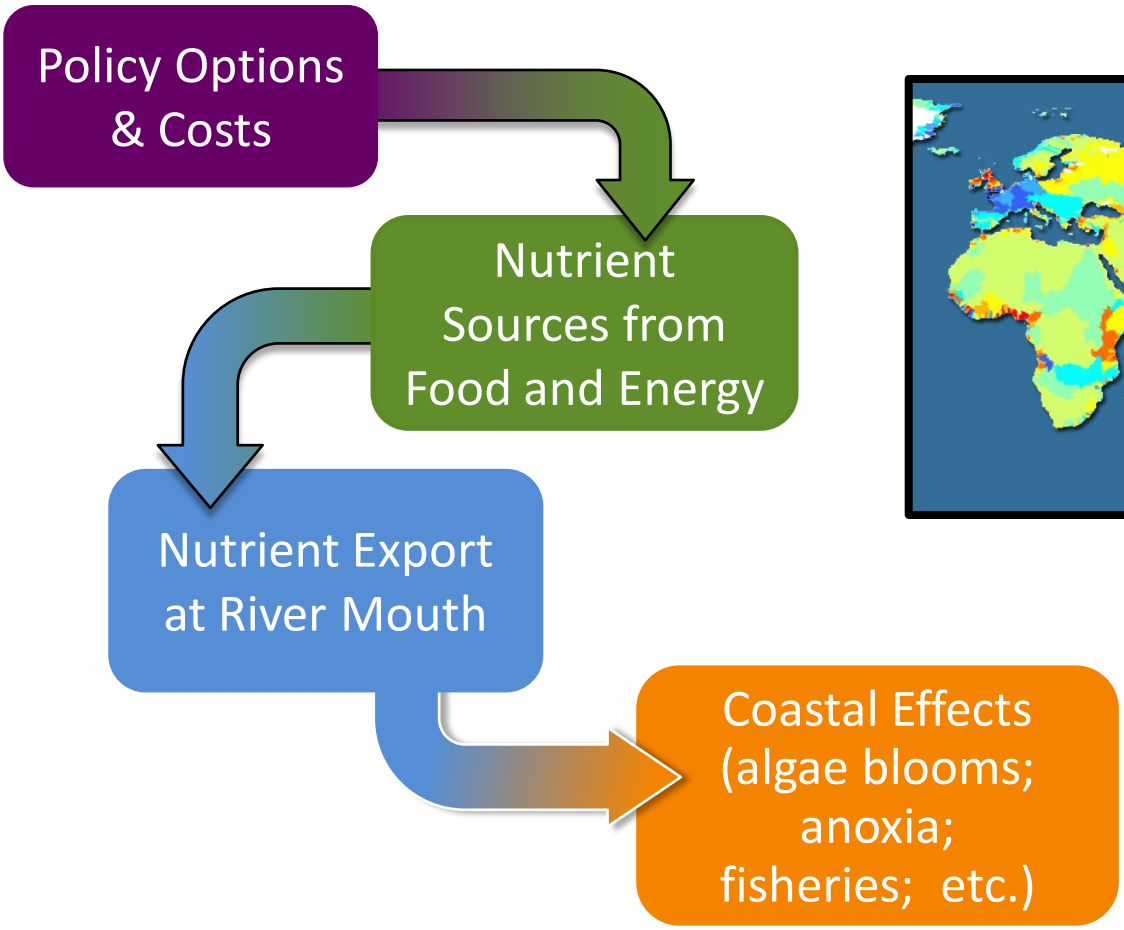 Policy Options
& Costs
Nutrient
Sources from
Food and Energy
Nutrient Export
at River Mouth
Coastal Effects
(algae blooms;
anoxia;
fisheries;  etc.)